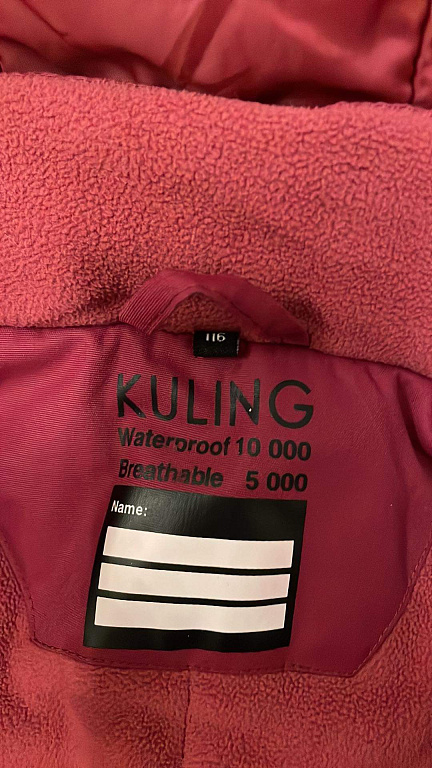 116
KULING
Waterproof 10 000
Breathable 5 000
Name: